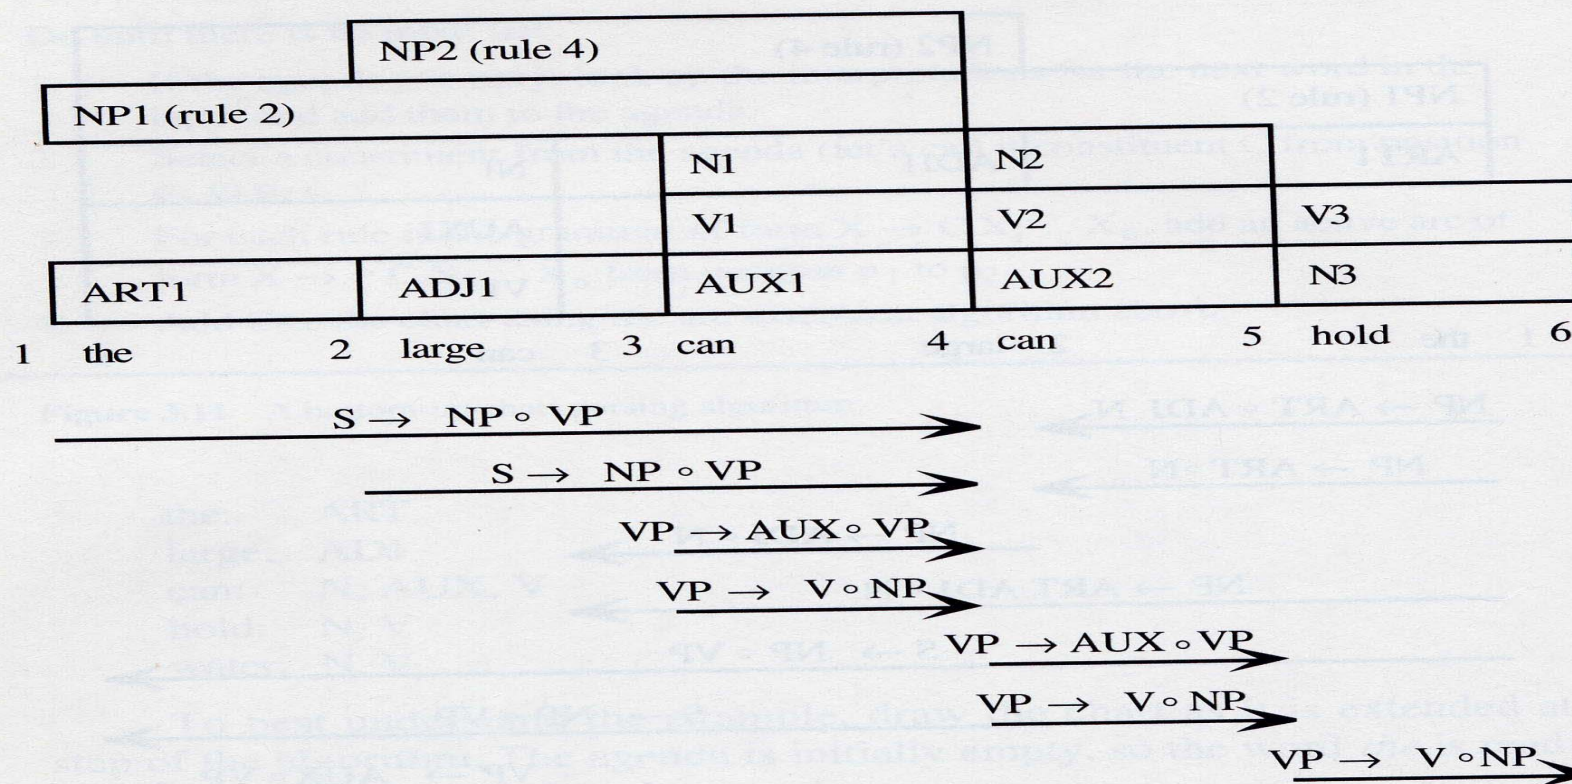 NP2 (rule 4)
NP1 (rule 2)
N1 N2
V1 V2 V3
ART1 ADJ1 AUX1 AUX2 N3
1 the 2 large 3 can 4 can 5 hold 6
S → NP ∘ VP
S → NP ∘ VP
VP → AUX ∘ VP
VP → V ∘ NP
VP → AUX ∘ VP
VP → V ∘ NP
VP → V ∘ NP